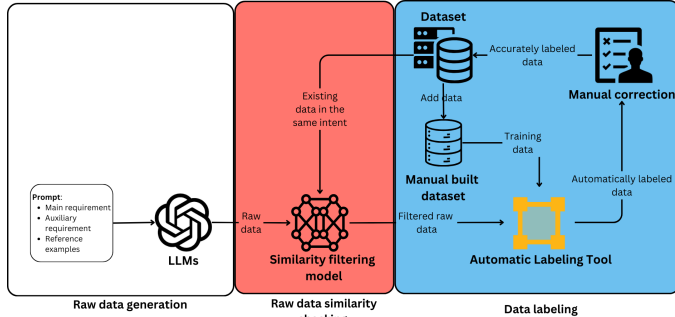 Dataset
Accurately labeled
data
Manual correction
Existing
data in the
same intent
Add data
Training
data
Manual built
dataset
Automatically labeled
data
Prompt:
• Main requirement
• Auxiliary
requirement
• Reference
examples
LLMs
Raw
data
Similarity filtering
model
Filtered raw
data
Automatic Labeling Tool
Raw data generation
Raw data similarity
Data labeling